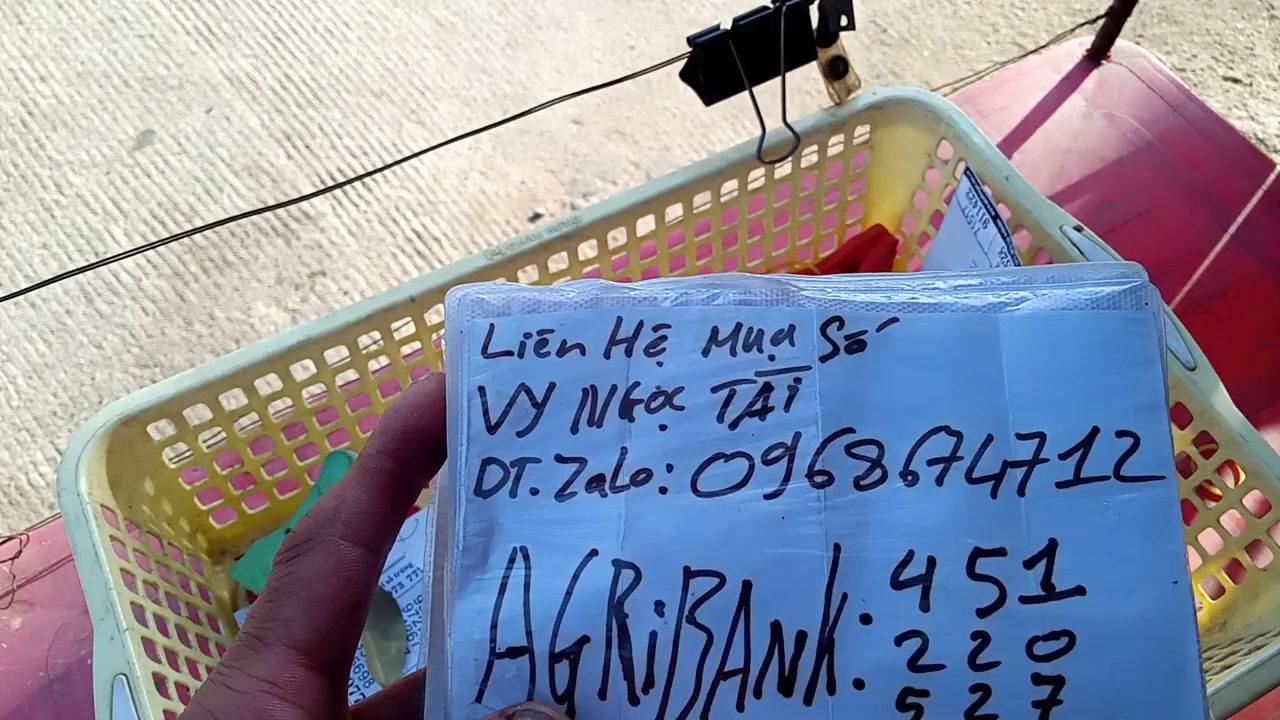 Liên Hệ Mua Số
VY NGọc TÀi
DT.Zalo: 0968674712
AGRiBANK: 451
220
527